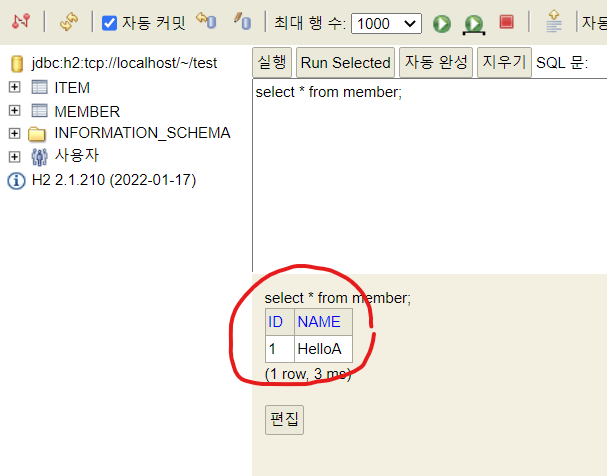 자동 커밋 최대 행 수: 1000 자동
jdbc:h2:tcp://localhost/~/test
ITEM
MEMBER
INFORMATION_SCHEMA
사용자
H2 2.1.210 (2022-01-17)
실행 Run Selected 자동 완성 지우기 SQL 문:
select * from member;
select * from member;
ID NAME
1 HelloA
(1 row, 3 ms)
편집